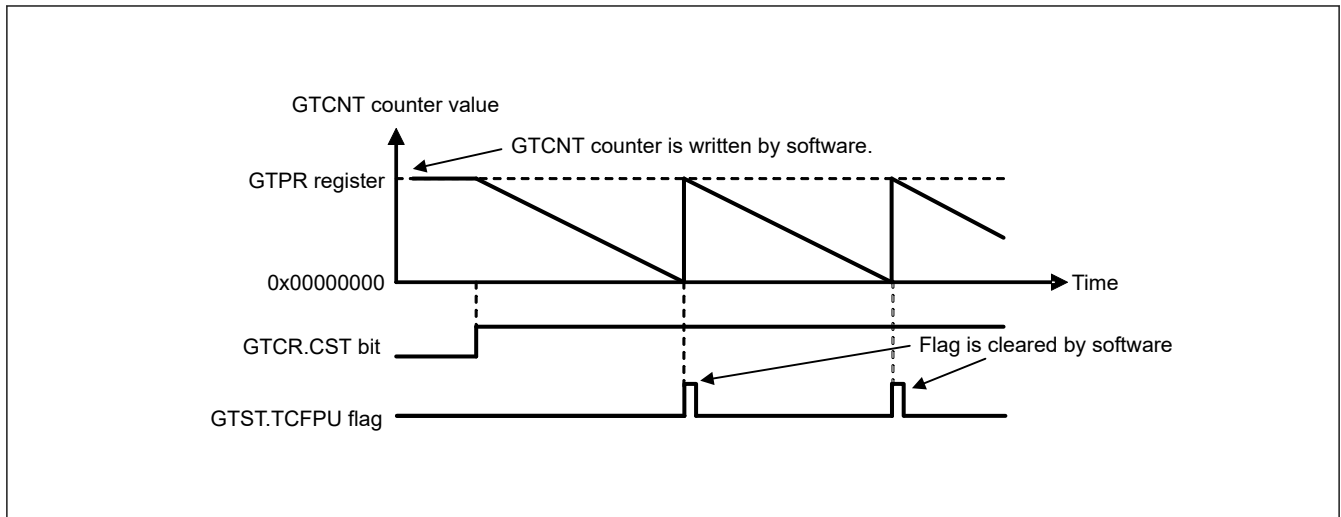 GTCNT counter value
GTCNT counter is written by software.
GTPR register
0x00000000
Time
GTCR.CST bit
Flag is cleared by software
GTST.TCFPU flag